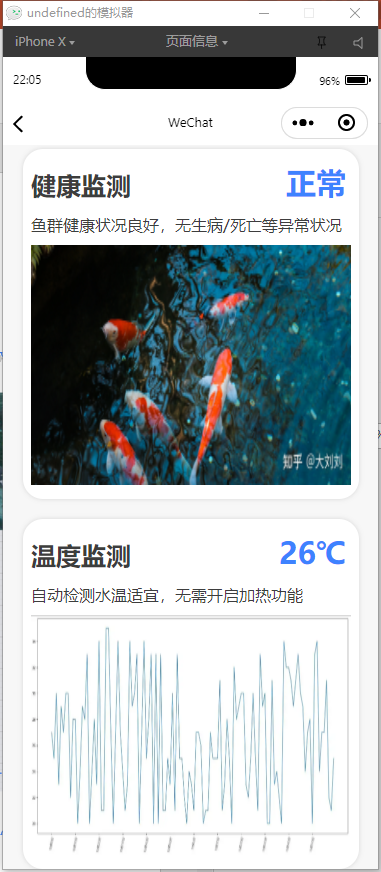 undefined的模拟器
iPhone X
页面信息
22:05
96%
WeChat
健康监测
正常
鱼群健康状况良好，无生病/死亡等异常状况
知乎 @大刘刘
温度监测
26℃
自动检测水温适宜，无需开启加热功能